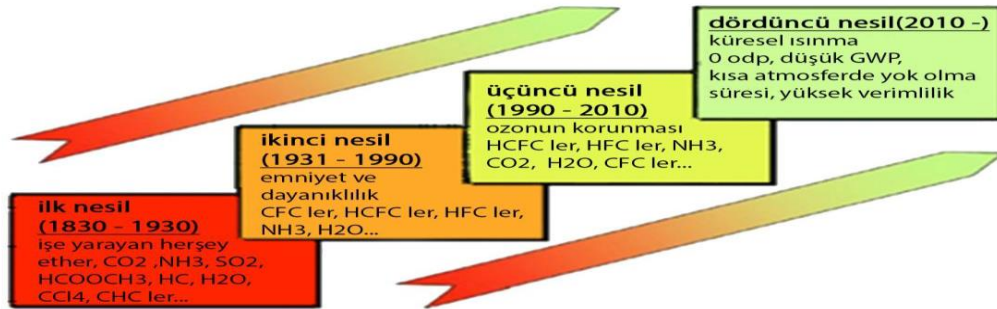 ilk nesil
(1830 - 1930)
işe yarayan herşey
ether, CO2 ,NH3, SO2,
HCOOCH3, HC, H2O,
CCl4, CHC ler...
ikinci nesil
(1931 - 1990)
emniyet ve
dayanıklılık
CFC ler, HCFC ler, HFC ler,
NH3, H2O...
üçüncü nesil
(1990 - 2010)
ozonun korunması
HCFC ler, HFC ler, NH3,
CO2, H2O, CFC ler...
dördüncü nesil(2010 -)
küresel ısınma
0 odp, düşük GWP,
kısa atmosferde yok olma
süresi, yüksek verimlilik